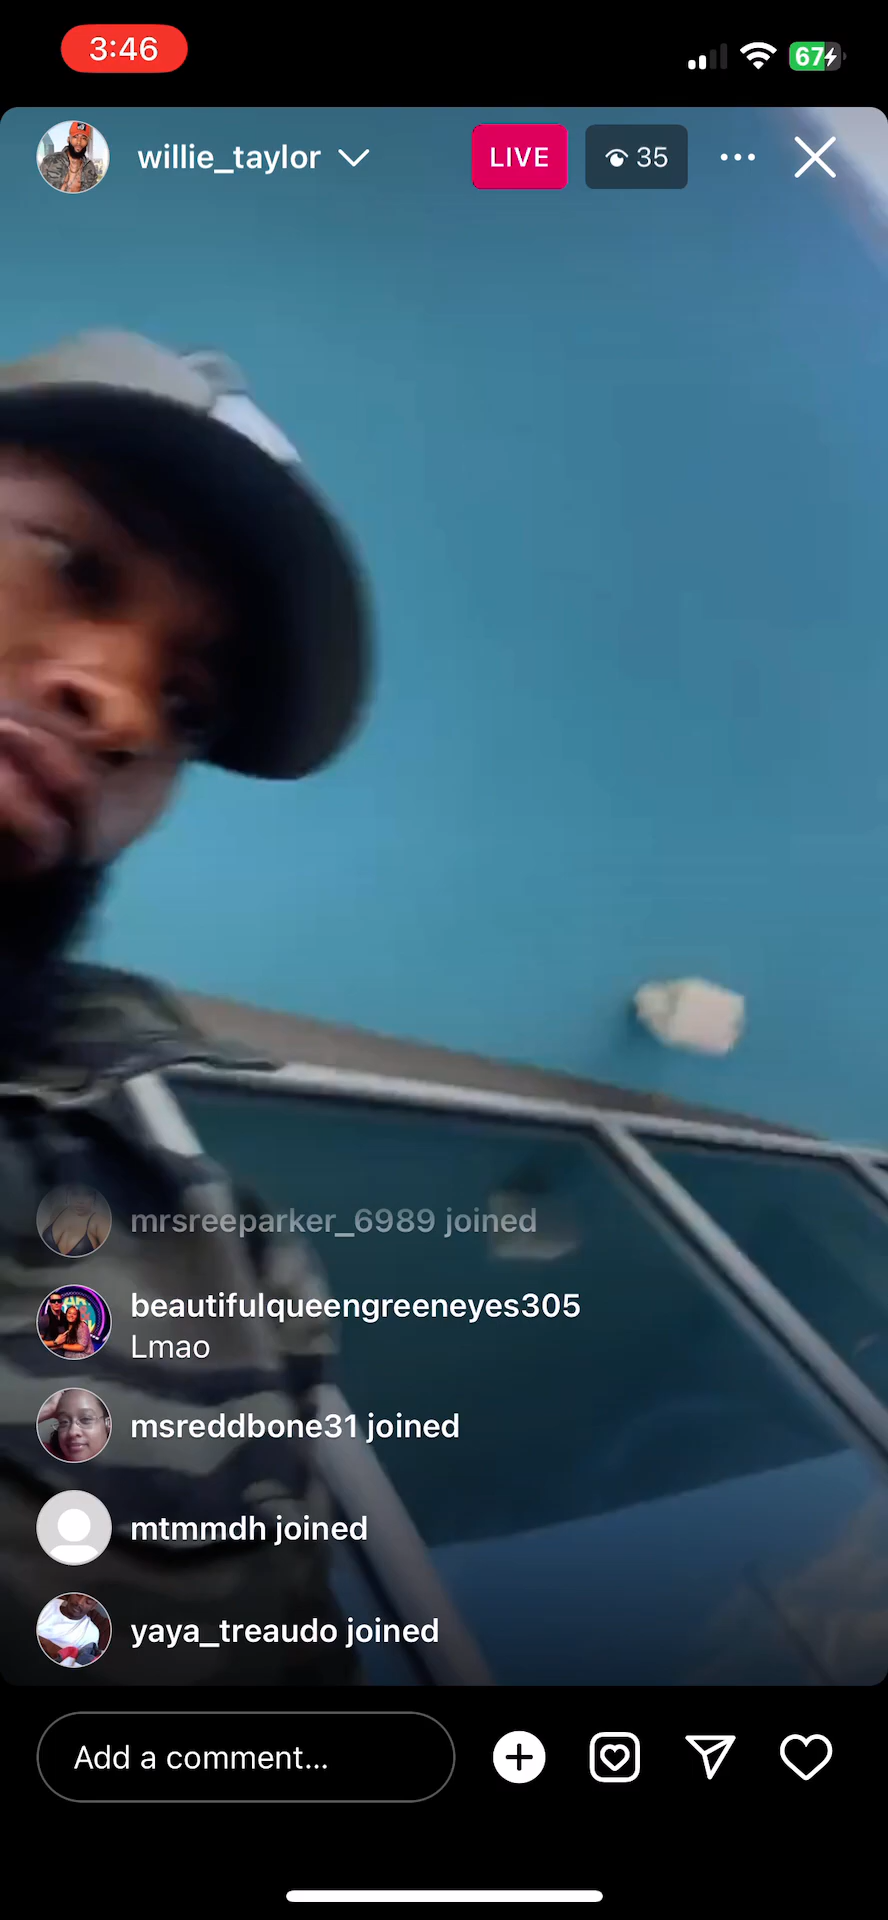 3:46
67
willie_taylor
LIVE
35
mrsreeparker_6989 joined
beautifulqueengreeneyes305
Lmao
msreddbone31 joined
mtmmdh joined
yaya_treaudo joined
Add a comment...